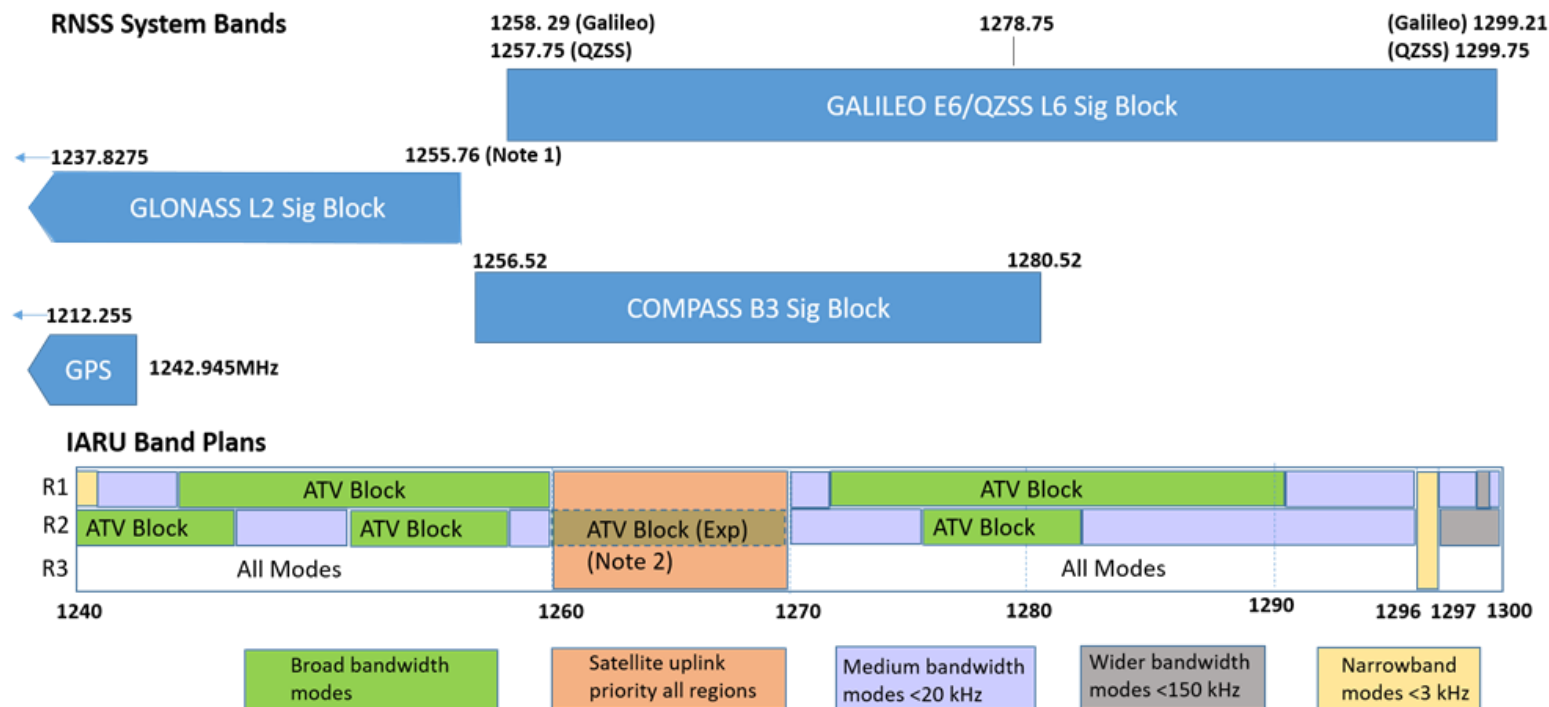 RNSS System Bands
1258. 29 (Galileo)
1257.75 (QZSS)
1278.75
(Galileo) 1299.21
(QZSS) 1299.75
GALILEO E6/QZSS L6 Sig Block
1237.8275
1255.76 (Note 1)
GLONASS L2 Sig Block
1256.52
1280.52
COMPASS B3 Sig Block
1212.255
GPS
1242.945MHz
IARU Band Plans
R1
ATV Block
ATV Block
R2
ATV Block
ATV Block
ATV Block (Exp)
(Note 2)
ATV Block
R3
All Modes
All Modes
1240
1260
1270
1280
1290
1296
1297
1300
Broad bandwidth
modes
Satellite uplink
priority all regions
Medium bandwidth
modes <20 kHz
Wider bandwidth
modes <150 kHz
Narrowband
modes <3 kHz